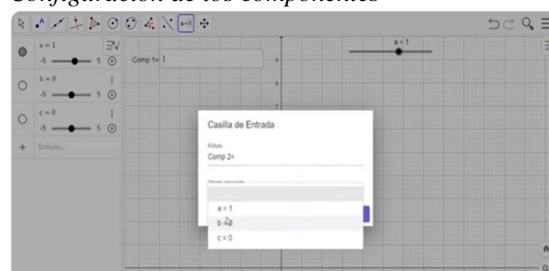 Configuración de los componentes
a=1
a = 1
-5
5
b = 0
-5
5
c = 0
-5
5
Entrada...
Comp 1=
1
a = 1
Casilla de Entrada
Rótulo
Comp 2=
a = 1
b = 0
c = 0